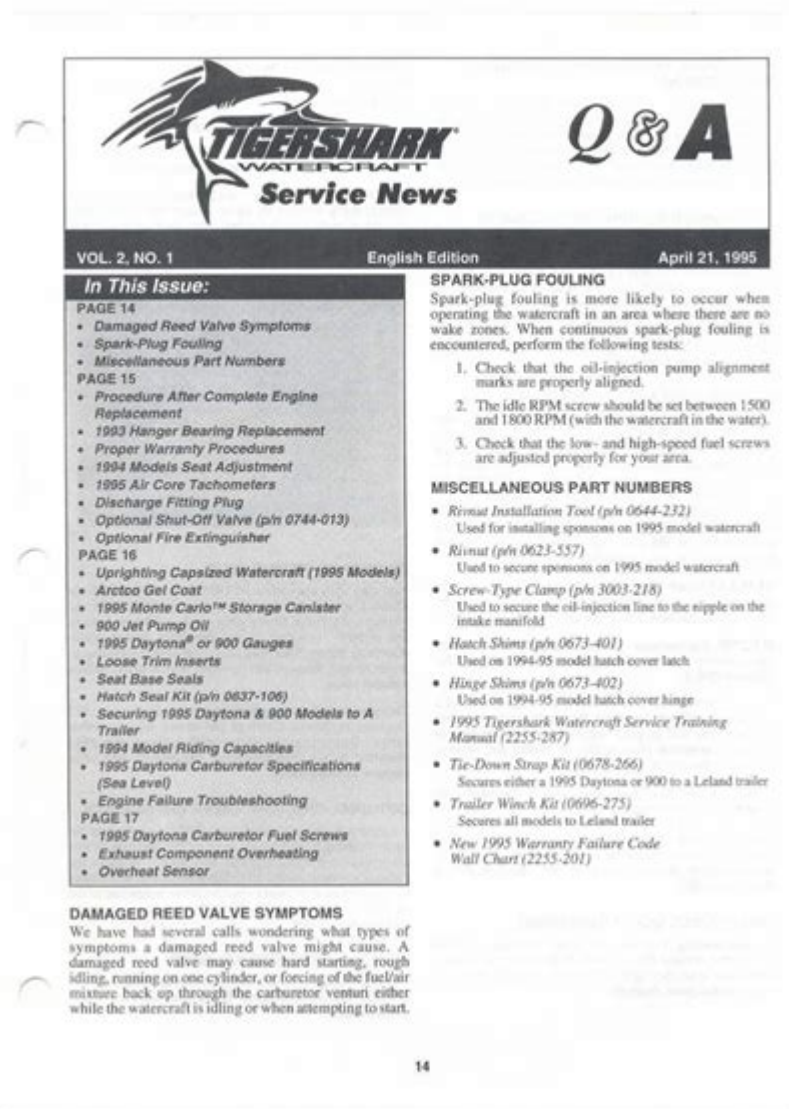 TIGERSHARK
WATERCRAFT
Service News
Q & A
VOL. 2, NO. 1 English Edition April 21, 1995
In This Issue:
PAGE 14
• Damaged Reed Valve Symptoms
• Spark-Plug Fouling
• Miscellaneous Part Numbers
PAGE 15
• Procedure After Complete Engine
Replacement
• 1993 Hanger Bearing Replacement
• Proper Warranty Procedures
• 1994 Models Seat Adjustment
• 1995 Air Core Tachometers
• Discharge Fitting Plug
• Optional Shut-Off Valve (p/n 0744-013)
• Optional Fire Extinguisher
PAGE 16
• Uprighting Capsized Watercraft (1995 Models)
• Arctco Gel Coat
• 1995 Monte Carlo™ Storage Canister
• 900 Jet Pump Oil
• 1995 Daytona® or 900 Gauges
• Loose Trim Inserts
• Seat Base Seals
• Hatch Seal Kit (p/n 0637-106)
• Securing 1995 Daytona & 900 Models to A
Trailer
• 1994 Model Riding Capacities
• 1995 Daytona Carburetor Specifications
(Sea Level)
• Engine Failure Troubleshooting
PAGE 17
• 1995 Daytona Carburetor Fuel Screws
• Exhaust Component Overheating
• Overheat Sensor
DAMAGED REED VALVE SYMPTOMS
We have had several calls wondering what types of
symptoms a damaged reed valve might cause. A
damaged reed valve may cause hard starting, rough
idling, running on one cylinder, or forcing of the fuel/air
mixture back up through the carburetor venturi either
while the watercraft is idling or when attempting to start.
SPARK-PLUG FOULING
Spark-plug fouling is more likely to occur when
operating the watercraft in an area where there are no
wake zones. When continuous spark-plug fouling is
encountered, perform the following tests:
1. Check that the oil-injection pump alignment
marks are properly aligned.
2. The idle RPM screw should be set between 1500
and 1800 RPM (with the watercraft in the water).
3. Check that the low- and high-speed fuel screws
are adjusted properly for your area.
MISCELLANEOUS PART NUMBERS
• Rivnut Installation Tool (p/n 0644-232)
Used for installing sponsons on 1995 model watercraft
• Rivnut (p/n 0623-557)
Used to secure sponsons on 1995 model watercraft
• Screw-Type Clamp (p/n 3003-218)
Used to secure the oil-injection line to the nipple on the
intake manifold
• Hatch Shims (p/n 0673-401)
Used on 1994-95 model hatch cover latch
• Hinge Shims (p/n 0673-402)
Used on 1994-95 model hatch cover hinge
• 1995 Tigershark Watercraft Service Training
Manual (2255-287)
• Tie-Down Strap Kit (0678-266)
Secures either a 1995 Daytona or 900 to a Leland trailer
• Trailer Winch Kit (0696-275)
Secures all models to Leland trailer
• New 1995 Warranty Failure Code
Wall Chart (2255-201)
14